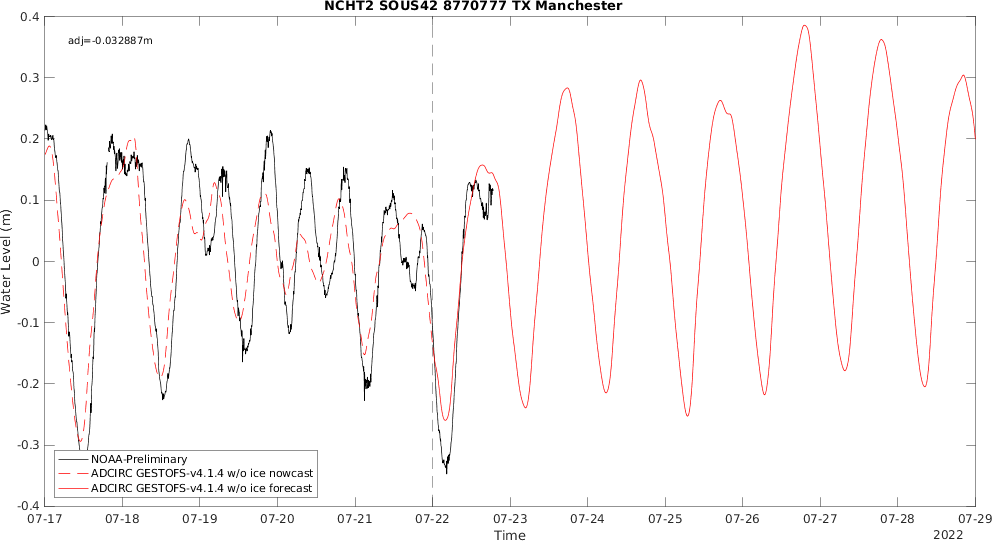 NCHT2 SOUS42 8770777 TX Manchester
adj=-0.032887m
0.4
0.3
0.2
0.1
0
-0.1
-0.2
-0.3
-0.4
Water Level (m)
NOAA-Preliminary
ADCIRC GESTOFS-v4.1.4 w/o ice nowcast
ADCIRC GESTOFS-v4.1.4 w/o ice forecast
07-17 07-18 07-19 07-20 07-21 07-22 07-23 07-24 07-25 07-26 07-27 07-28 07-29
Time
2022